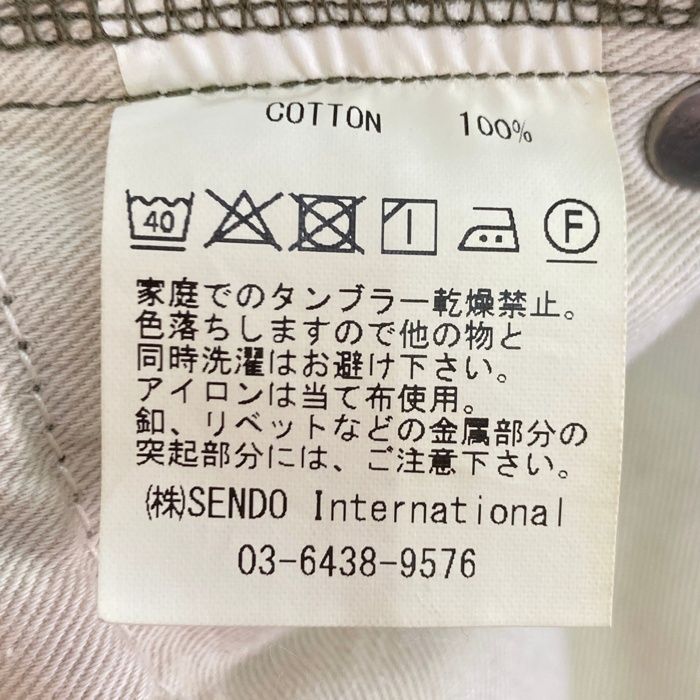 COTTON 100%
40 F
家庭でのタンブラー乾燥禁止。
色落ちしますので他の物と
同時洗濯はお避け下さい。
アイロンは当て布使用。
釦、リベットなどの金属部分の
突起部分には、ご注意下さい。
㈱SENDO International
03-6438-9576